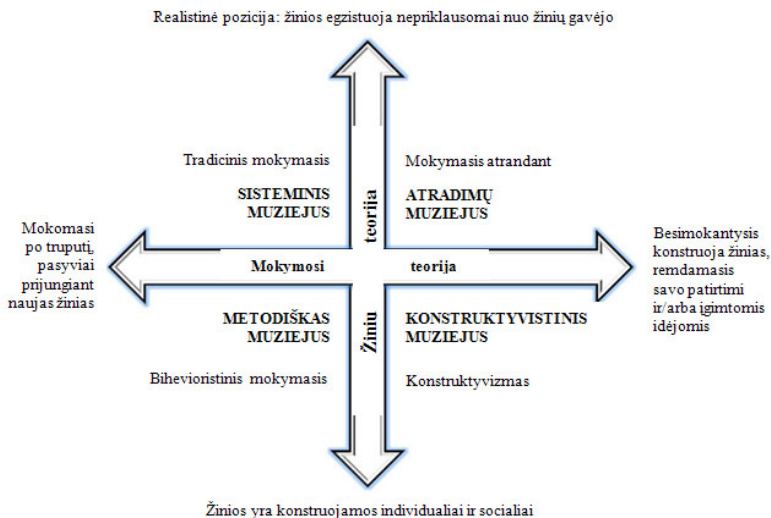 Realistinė pozicija: žinios egzistuoja nepriklausomai nuo žinių gavėjo
Tradicinis mokymasis
SISTEMINIS
MUZIEJUS
Mokymasis atrandant
ATRADIMŲ
MUZIEJUS
Mokomasi
po truputį,
pasyviai
prijungiant
naujas žinias
Mokymosi teorija
Žiniu teorija
Besimokantysis
konstruoja žinias,
remdamasis
savo patirtimi
ir/arba įgimtomis
idėjomis
METODIŠKAS
MUZIEJUS
Bihevioristinis mokymasis
KONSTRUKTYVISTINIS
MUZIEJUS
Konstruktyvizmas
Žinios yra konstruojamos individualiai ir socialiai